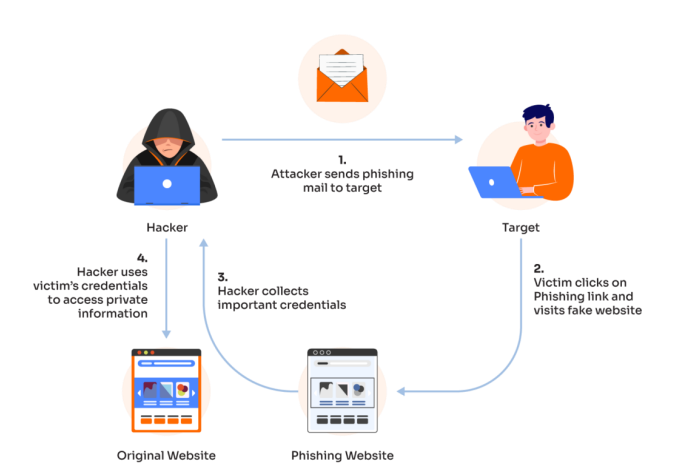 1.
Attacker sends phishing
mail to target
Hacker
Target
4.
Hacker uses
victim's credentials
to access private
information
3.
Hacker collects
important credentials
2.
Victim clicks on
Phishing link and
visits fake website
Original Website
Phishing Website